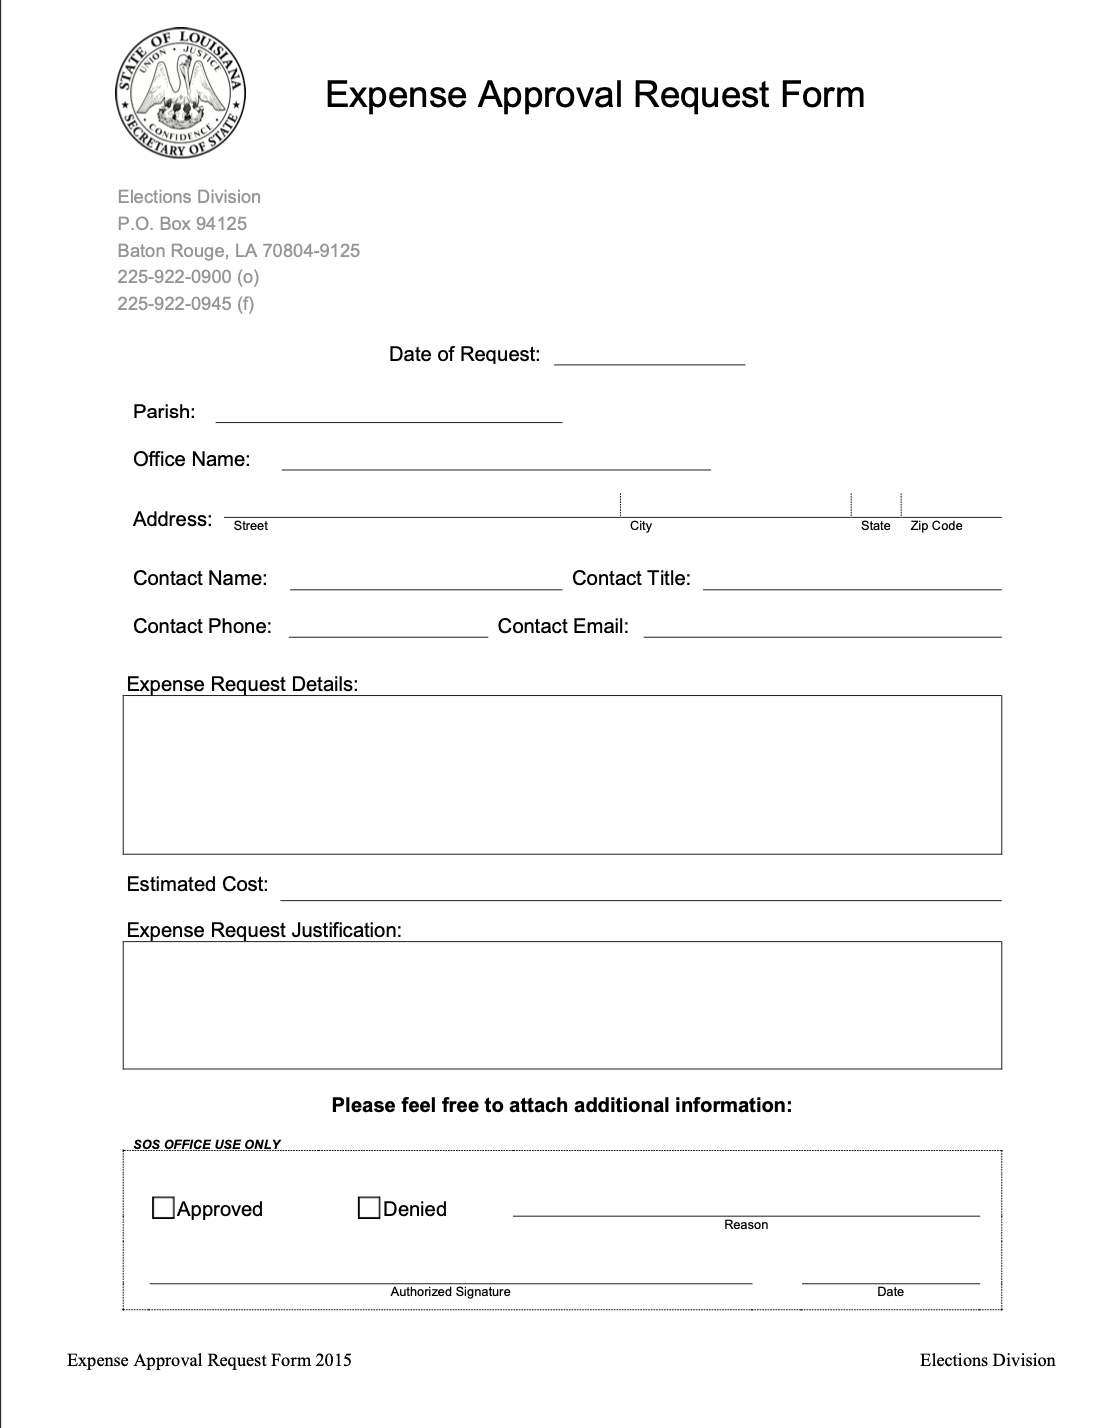 STATE OF LOUISIANA
UNION · JUSTICE
· CONFIDENCE ·
★ SECRETARY OF STATE ★
Expense Approval Request Form
Elections Division
P.O. Box 94125
Baton Rouge, LA 70804-9125
225-922-0900 (o)
225-922-0945 (f)
Date of Request:
Parish:
Office Name:
Address:
Street City State Zip Code
Contact Name: Contact Title:
Contact Phone: Contact Email:
Expense Request Details:
Estimated Cost:
Expense Request Justification:
Please feel free to attach additional information:
SOS OFFICE USE ONLY
Approved Denied
Reason
Authorized Signature Date
Expense Approval Request Form 2015 Elections Division